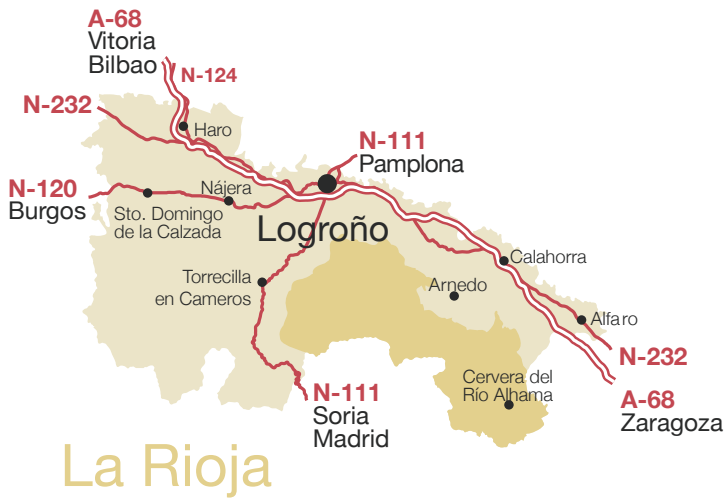 A-68
Vitoria
Bilbao
N-124
N-232
Haro
N-111
Pamplona
N-120
Burgos
Nájera
Sto. Domingo
de la Calzada
Logroño
Calahorra
Torrecilla
en Cameros
Arnedo
Alfaro
N-232
Cervera del
Río Alhama
N-111
Soria
Madrid
A-68
Zaragoza
La Rioja